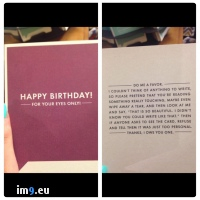 HAPPY BIRTHDAY!
FOR YOUR EYES ONLY!
DO ME A FAVOR.
I COULDN'T THINK OF ANYTHING TO WRITE,
SO PLEASE PRETEND THAT YOU'RE READING
SOMETHING REALLY TOUCHING, MAYBE EVEN
WIPE AWAY A TEAR, AND THEN LOOK AT ME
AND SAY, "THAT IS SO BEAUTIFUL, I DIDN'T
KNOW YOU COULD WRITE LIKE THAT." THEN
IF ANYONE ASKS TO SEE THE CARD, REFUSE
AND TELL THEM IT WAS JUST TOO PERSONAL.
THANKS, I OWE YOU ONE.
im9.eu